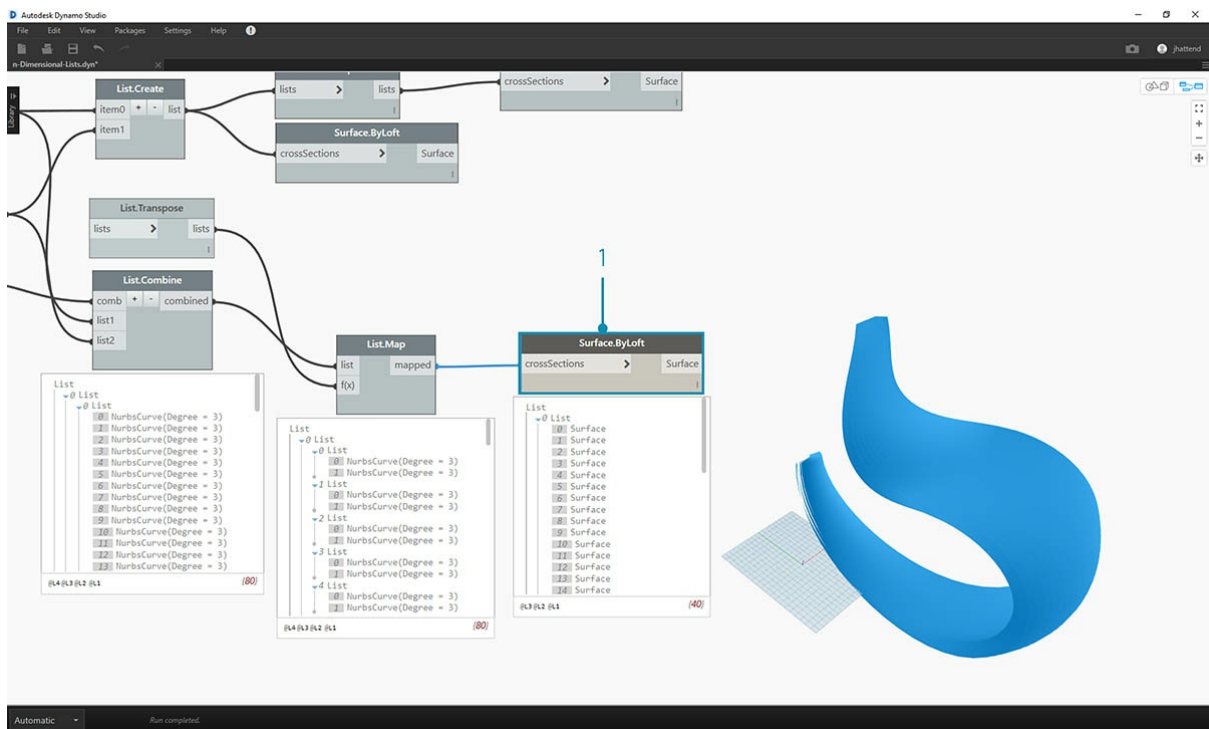 Autodesk Dynamo Studio
File Edit View Packages Settings Help
jhattend
n-Dimensional-Lists.dyn*
Library
List.Create
item0 + - list
item1
lists > lists
crossSections > Surface
Surface.ByLoft
crossSections > Surface
List.Transpose
lists > lists
List.Combine
comb + - combined
list1
list2
1
List.Map
list mapped
f(x)
Surface.ByLoft
crossSections > Surface
List
0 List
0 List
0 NurbsCurve(Degree = 3)
1 NurbsCurve(Degree = 3)
2 NurbsCurve(Degree = 3)
3 NurbsCurve(Degree = 3)
4 NurbsCurve(Degree = 3)
5 NurbsCurve(Degree = 3)
6 NurbsCurve(Degree = 3)
7 NurbsCurve(Degree = 3)
8 NurbsCurve(Degree = 3)
9 NurbsCurve(Degree = 3)
10 NurbsCurve(Degree = 3)
11 NurbsCurve(Degree = 3)
12 NurbsCurve(Degree = 3)
13 NurbsCurve(Degree = 3)
@L4 @L3 @L2 @L1 {80}
List
0 List
0 List
0 NurbsCurve(Degree = 3)
1 NurbsCurve(Degree = 3)
1 List
0 NurbsCurve(Degree = 3)
1 NurbsCurve(Degree = 3)
2 List
0 NurbsCurve(Degree = 3)
1 NurbsCurve(Degree = 3)
3 List
0 NurbsCurve(Degree = 3)
1 NurbsCurve(Degree = 3)
4 List
0 NurbsCurve(Degree = 3)
1 NurbsCurve(Degree = 3)
@L4 @L3 @L2 @L1 {80}
List
0 List
0 Surface
1 Surface
2 Surface
3 Surface
4 Surface
5 Surface
6 Surface
7 Surface
8 Surface
9 Surface
10 Surface
11 Surface
12 Surface
13 Surface
14 Surface
@L3 @L2 @L1 {40}
Automatic Run completed.